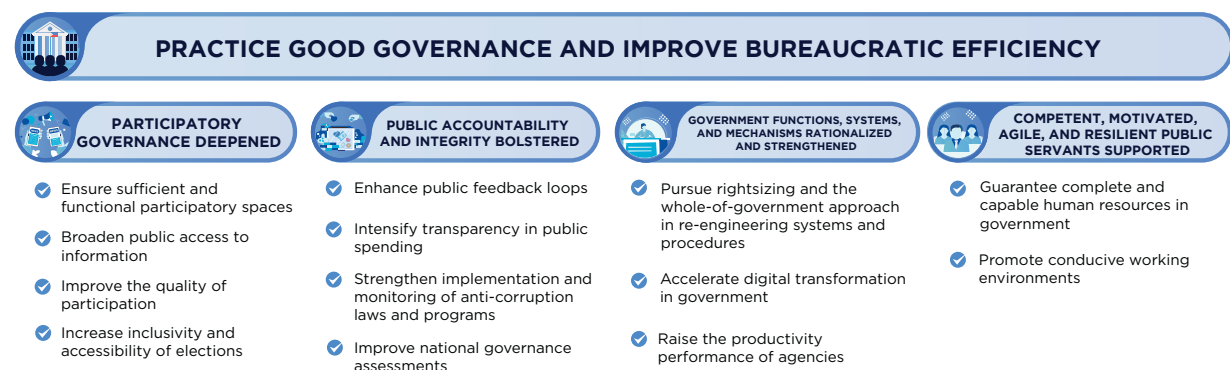 PRACTICE GOOD GOVERNANCE AND IMPROVE BUREAUCRATIC EFFICIENCY
PARTICIPATORY
GOVERNANCE DEEPENED
Ensure sufficient and
functional participatory spaces
Broaden public access to
information
Improve the quality of
participation
Increase inclusivity and
accessibility of elections
PUBLIC ACCOUNTABILITY
AND INTEGRITY BOLSTERED
Enhance public feedback loops
Intensify transparency in public
spending
Strengthen implementation and
monitoring of anti-corruption
laws and programs
Improve national governance
assessments
GOVERNMENT FUNCTIONS, SYSTEMS,
AND MECHANISMS RATIONALIZED
AND STRENGTHENED
Pursue rightsizing and the
whole-of-government approach
in re-engineering systems and
procedures
Accelerate digital transformation
in government
Raise the productivity
performance of agencies
COMPETENT, MOTIVATED,
AGILE, AND RESILIENT PUBLIC
SERVANTS SUPPORTED
Guarantee complete and
capable human resources in
government
Promote conducive working
environments